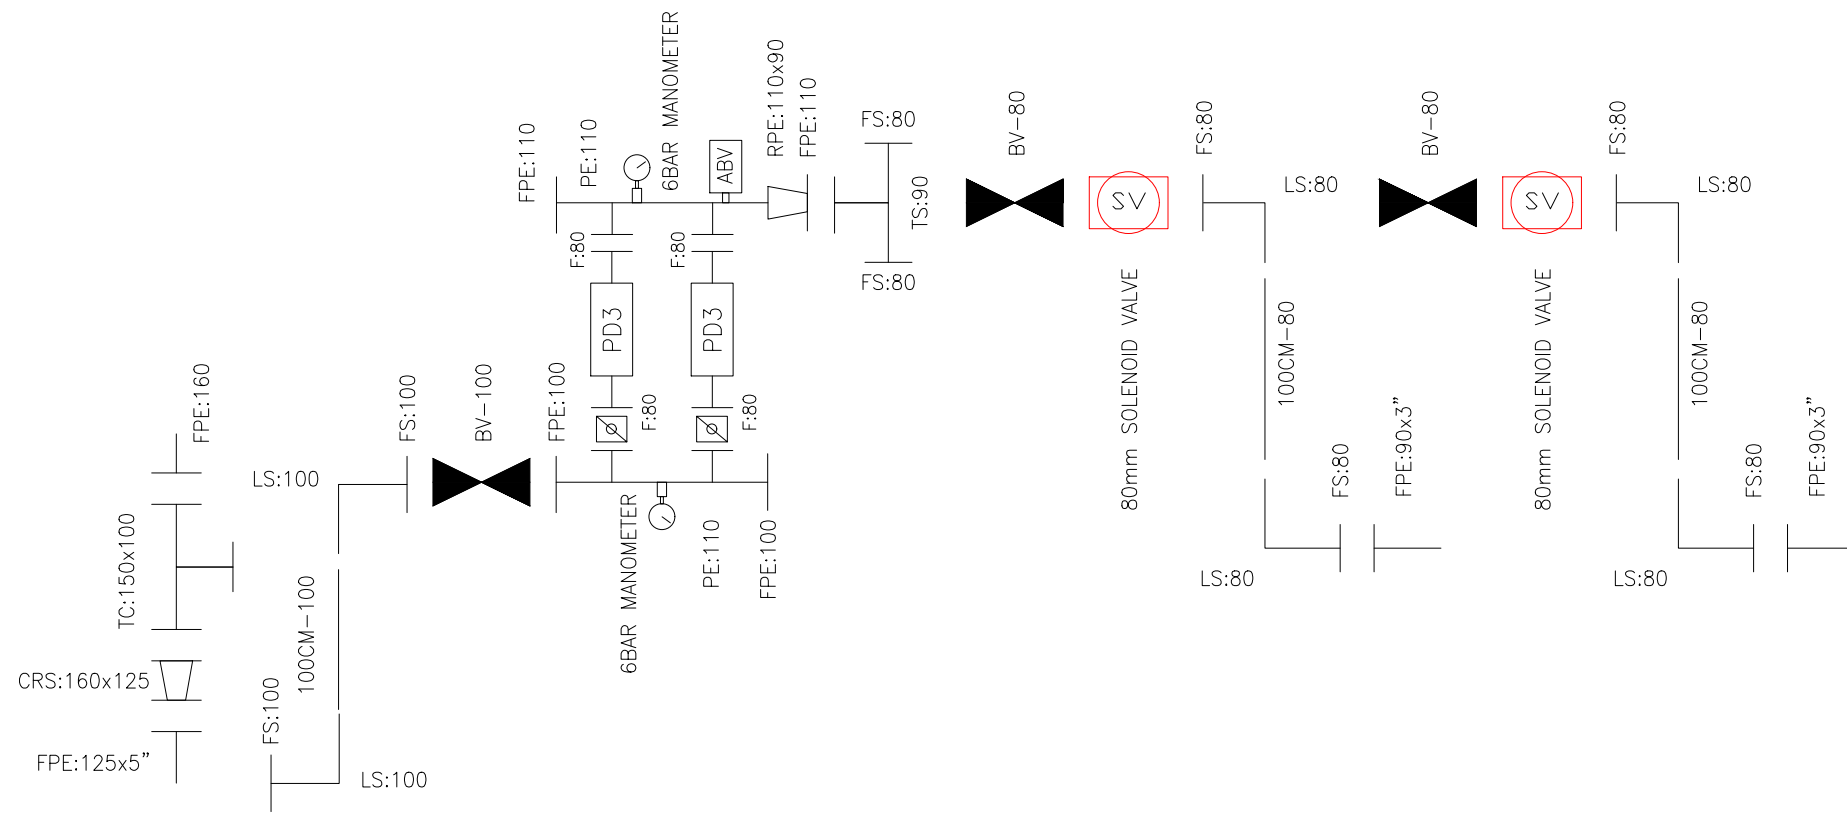 FPE:160
TC:150x100
CRS:160x125
FPE:125x5"
FS:100
LS:100
100CM-100
LS:100
FS:100
BV-100
FPE:100
6BAR MANOMETER
PE:110
FPE:100
F:80
F:80
PD3
PD3
F:80
F:80
FPE:110
PE:110
6BAR MANOMETER
ABV
RPE:110x90
FPE:110
FS:80
TS:90
FS:80
BV-80
SV
80mm SOLENOID VALVE
FS:80
LS:80
100CM-80
LS:80
FS:80
FPE:90x3"
BV-80
SV
80mm SOLENOID VALVE
FS:80
LS:80
100CM-80
LS:80
FS:80
FPE:90x3"